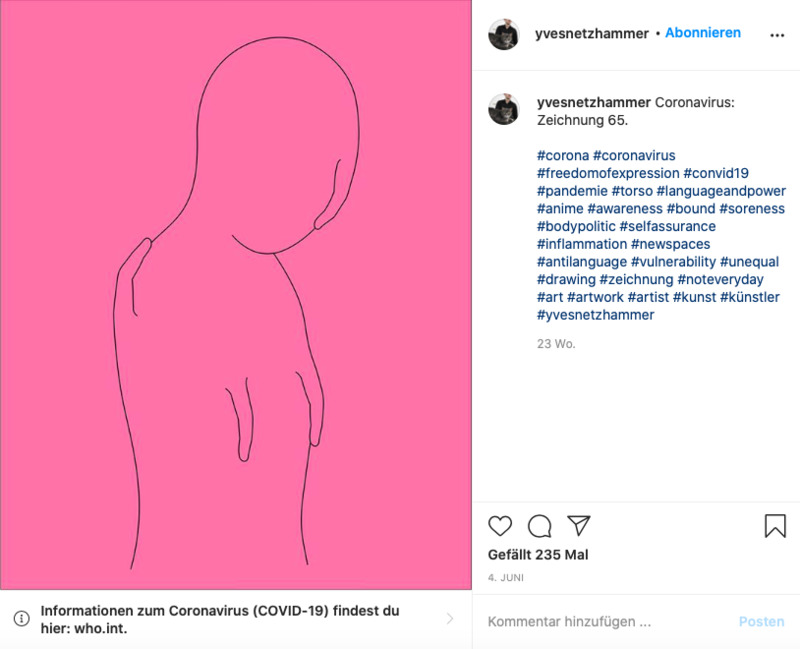 yvesnetzhammer • Abonnieren
yvesnetzhammer Coronavirus:
Zeichnung 65.
#corona #coronavirus
#freedomofexpression #convid19
#pandemie #torso #languageandpower
#anime #awareness #bound #soreness
#bodypolitic #selfassurance
#inflammation #newspaces
#antilanguage #vulnerability #unequal
#drawing #zeichnung #noteveryday
#art #artwork #artist #kunst #künstler
#yvesnetzhammer
23 Wo.
Gefällt 235 Mal
4. JUNI
Kommentar hinzufügen ... Posten
Informationen zum Coronavirus (COVID-19) findest du
hier: who.int.